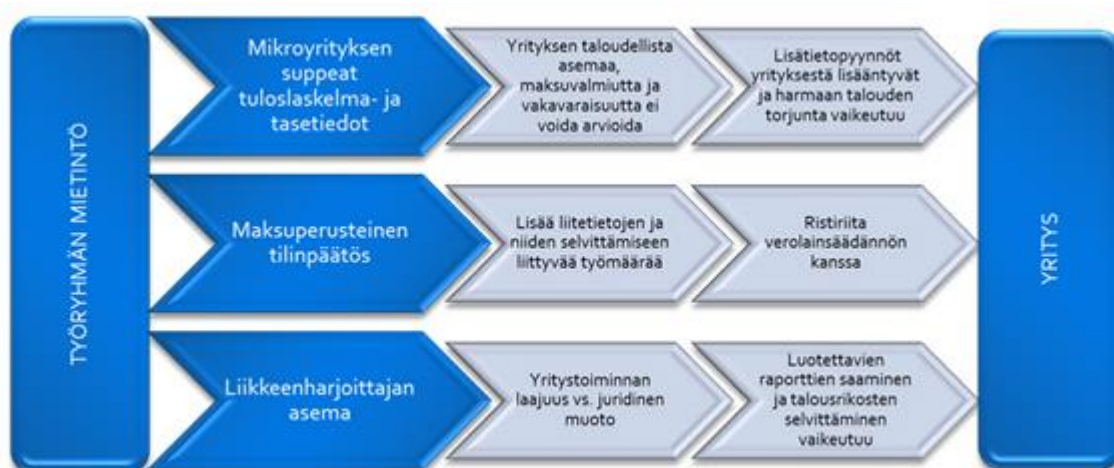 TYÖRYHMÄN MIETINTÖ
Mikroyrityksen
suppeat
tuloslaskelma- ja
tasetiedot
Yrityksen taloudellista
asemaa,
maksuvalmiutta ja
vakavaraisuutta ei
voida arvioida
Lisätietopyynnöt
yrityksestä lisääntyvät
ja harmaan talouden
torjunta vaikeutuu
Maksuperusteinen
tilinpäätös
Lisää liitetietojen ja
niiden selvittämiseen
liittyvää työmäärää
Ristiriita
verolainsäädännön
kanssa
Liikkeenharjoittajan
asema
Yritystoiminnan
laajuus vs. juridinen
muoto
Luotettavien
raporttien saaminen
ja talousrikosten
selvittäminen
vaikeutuu
YRITYS